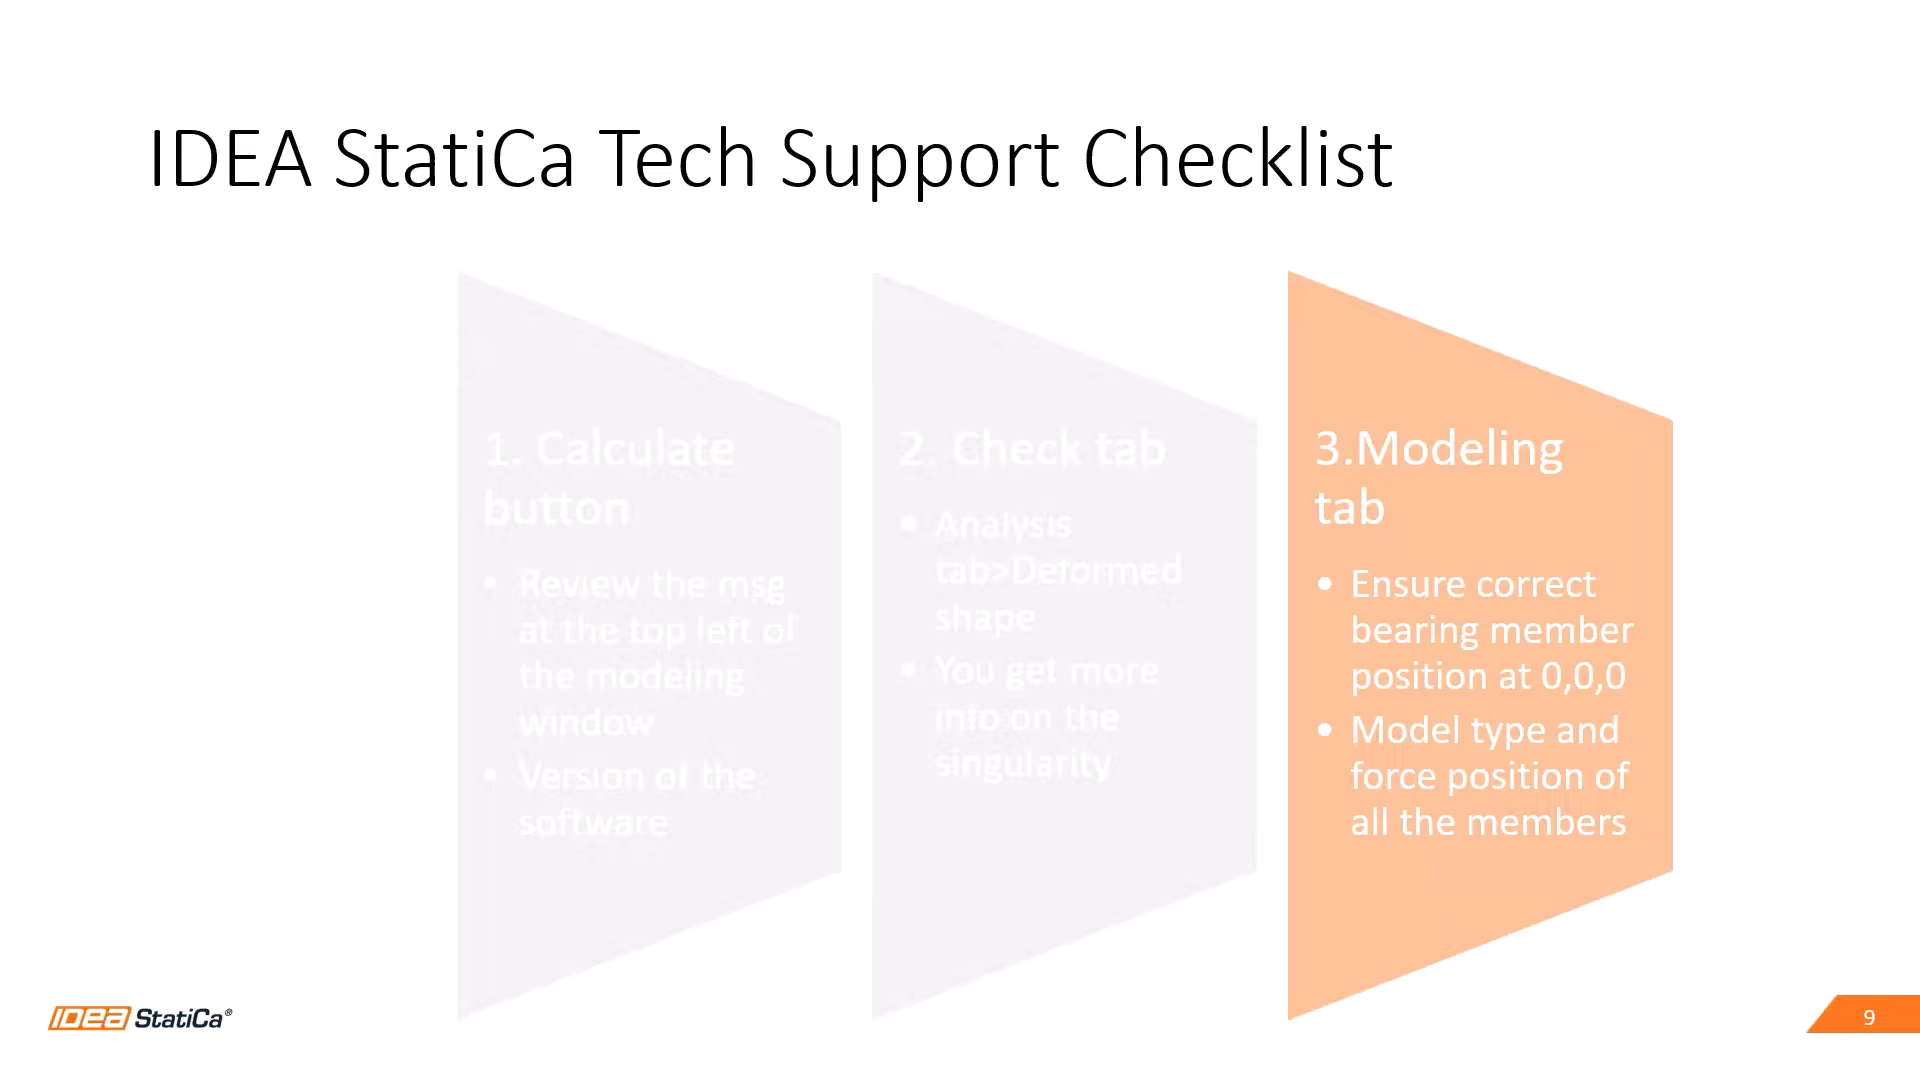 IDEA StatiCa Tech Support Checklist
1. Calculate
button
• Review the msg
at the top left of
the modeling
window
• Version of the
software
2. Check tab
• Analysis
tab>Deformed
shape
• You get more
info on the
singularity
3.Modeling
tab
• Ensure correct
bearing member
position at 0,0,0
• Model type and
force position of
all the members
IDEA StatiCa®
9